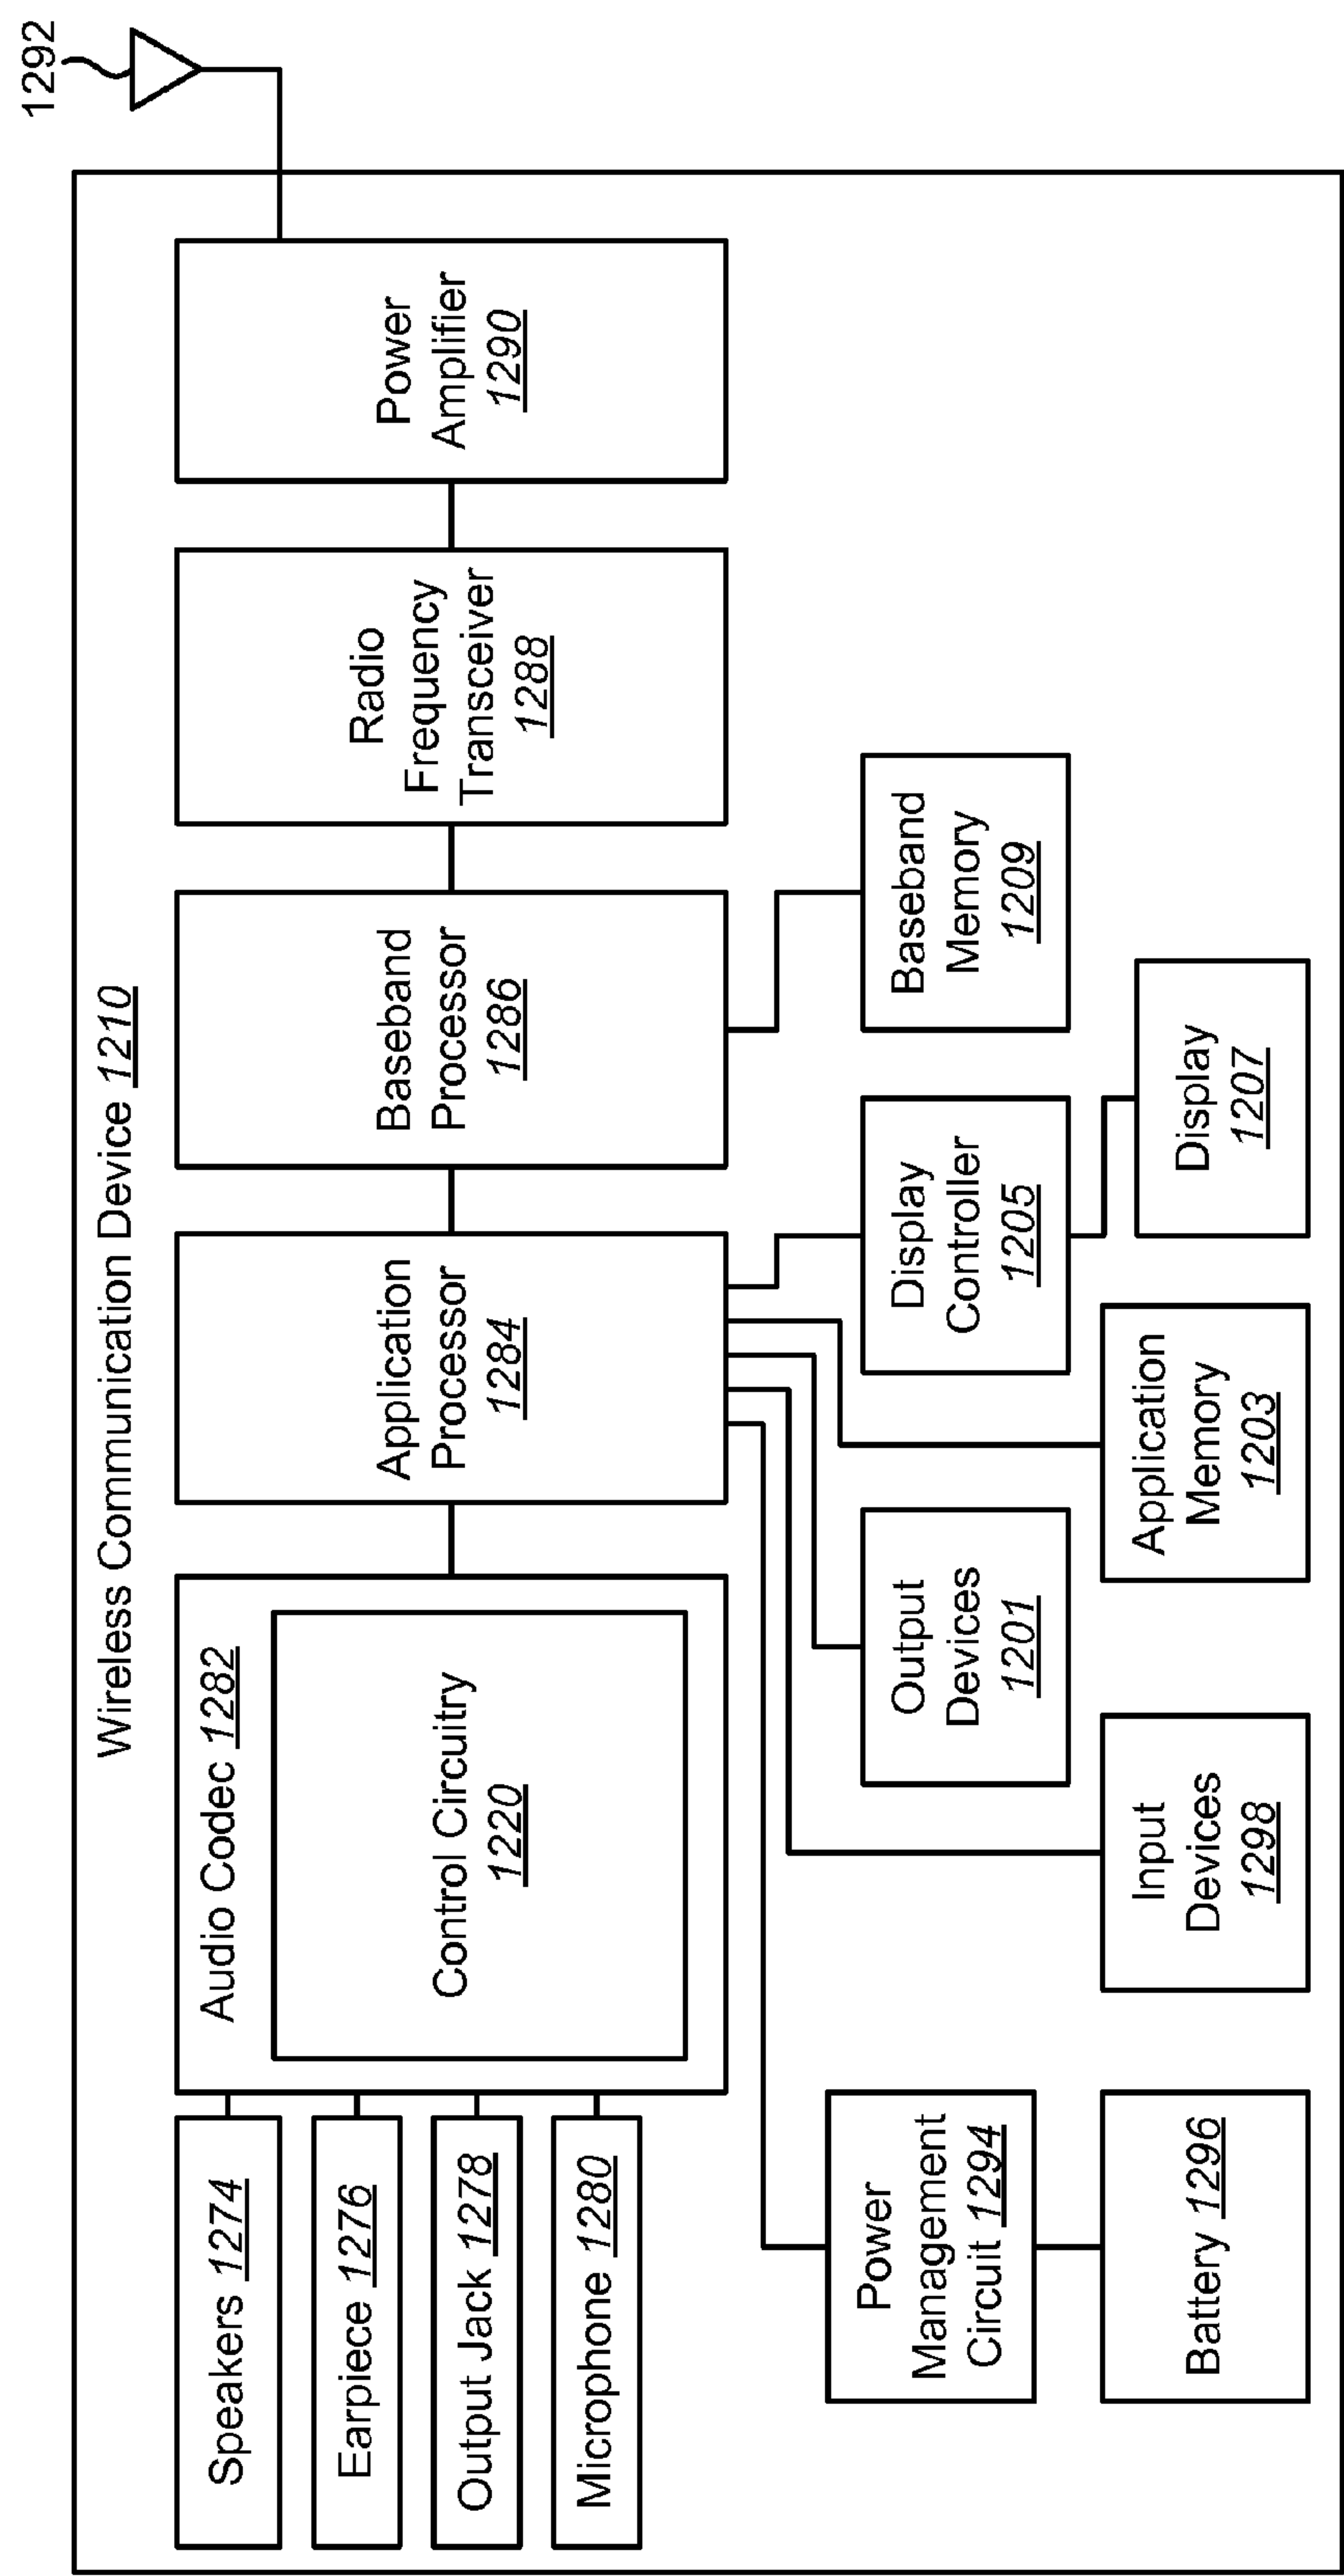 Wireless Communication Device 1210
1292
Speakers 1274
Earpiece 1276
Output Jack 1278
Microphone 1280
Audio Codec 1282
Control Circuitry
1220
Application
Processor
1284
Baseband
Processor
1286
Radio
Frequency
Transceiver
1288
Power
Amplifier
1290
Power
Management
Circuit 1294
Battery 1296
Input
Devices
1298
Output
Devices
1201
Application
Memory
1203
Display
Controller
1205
Display
1207
Baseband
Memory
1209